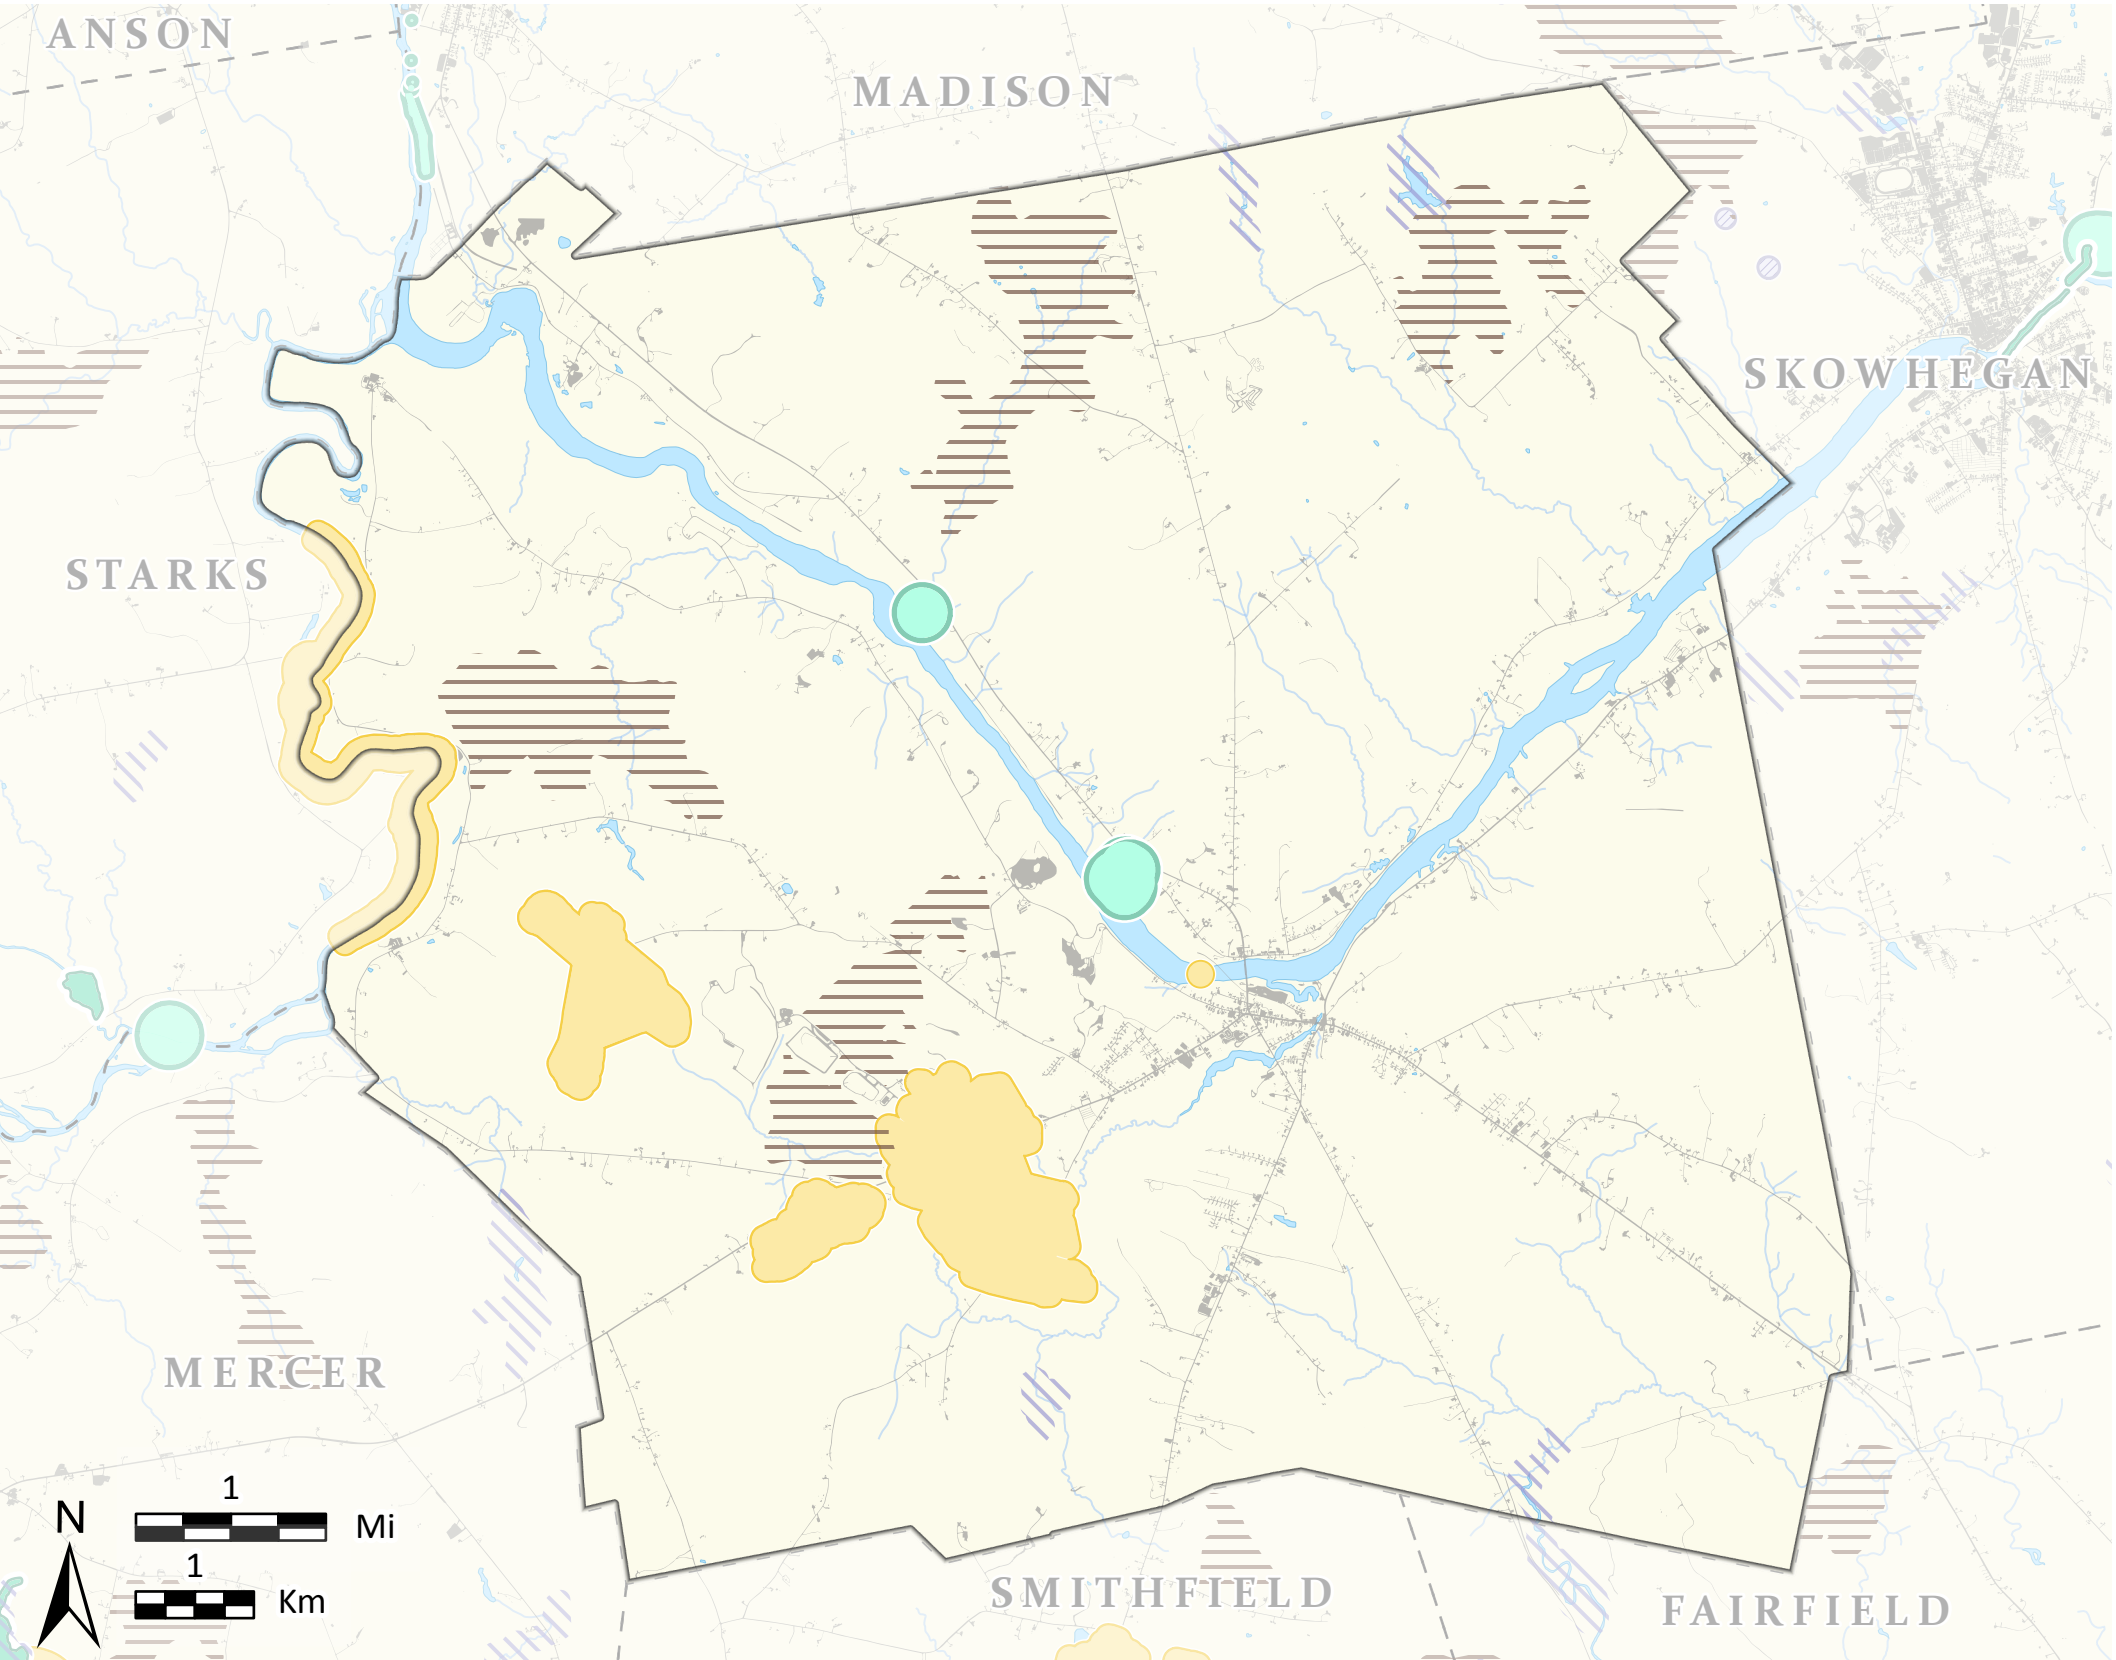 ANSON
MADISON
SKOWHEGAN
STARKS
MERCER
1
N
Mi
1
Km
SMITHFIELD
FAIRFIELD